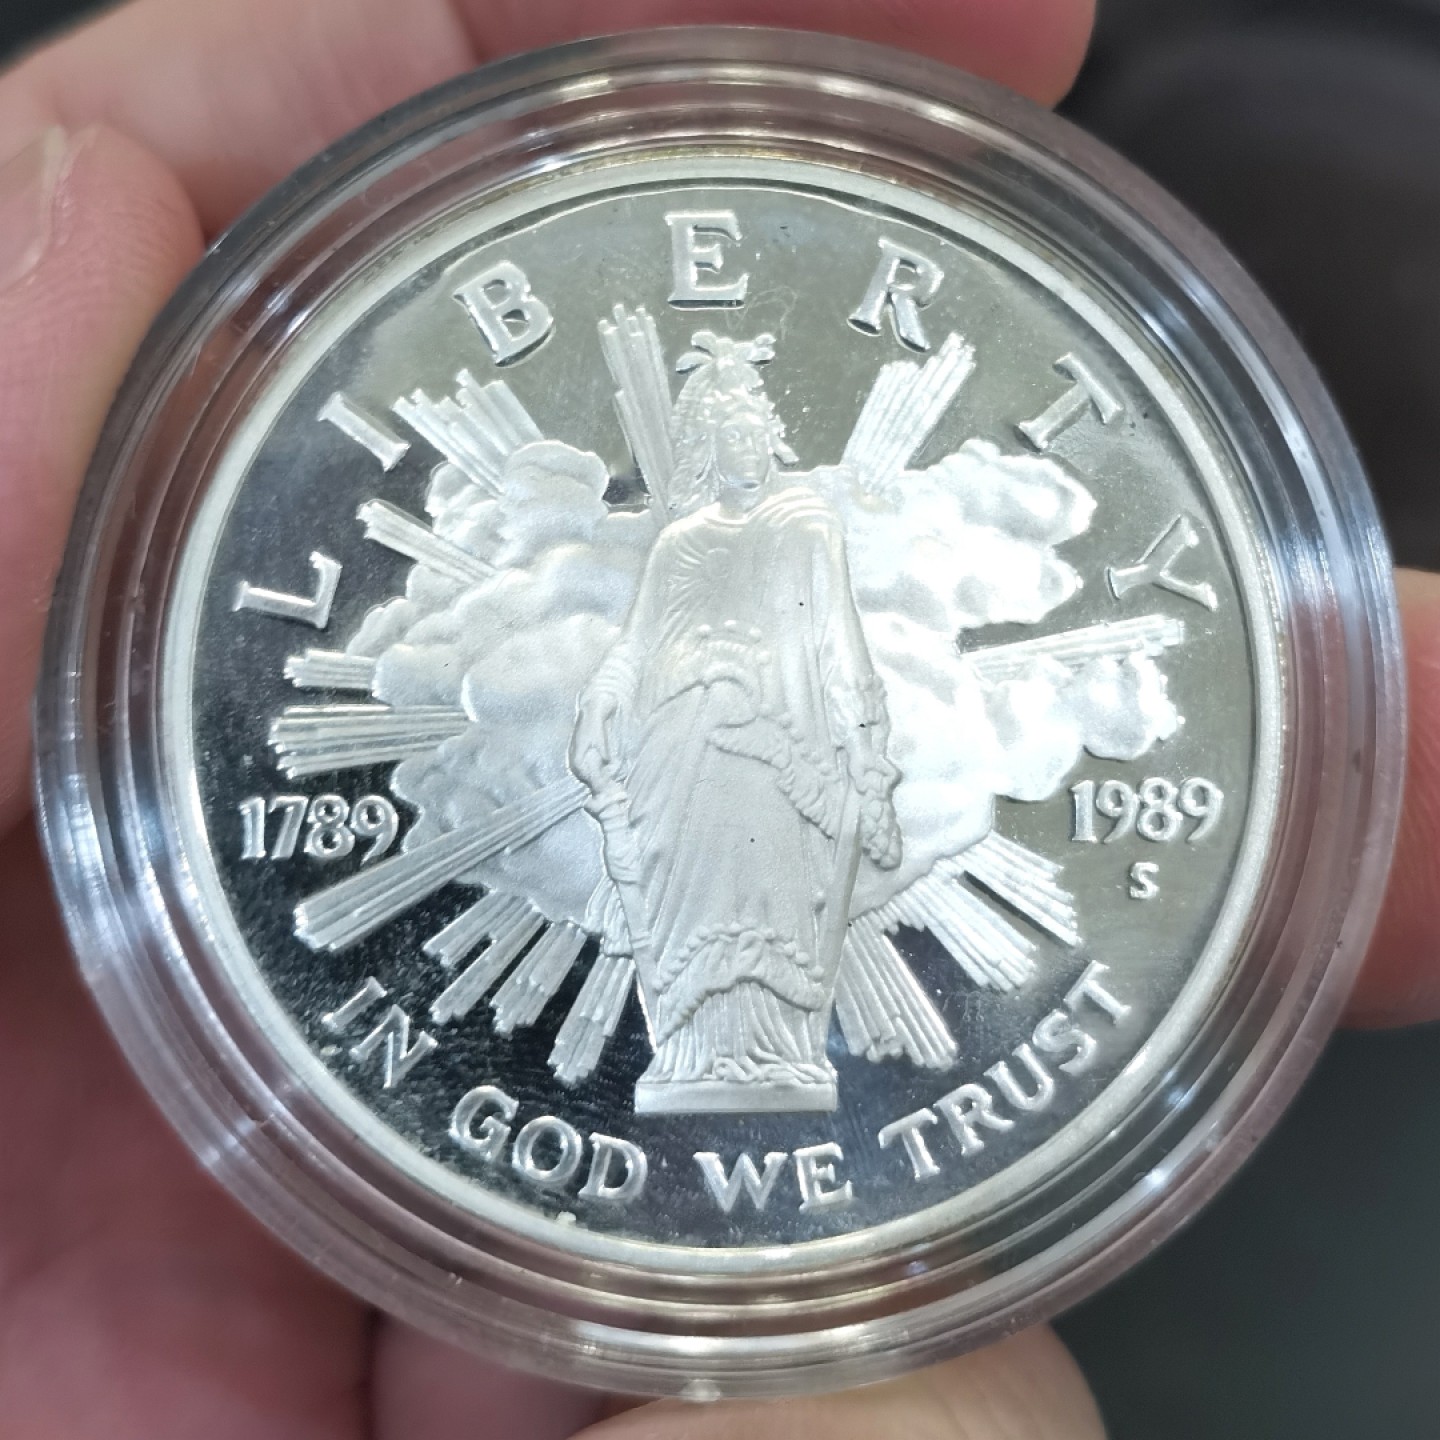 LIBERTY
1789
1989
S
IN GOD WE TRUST